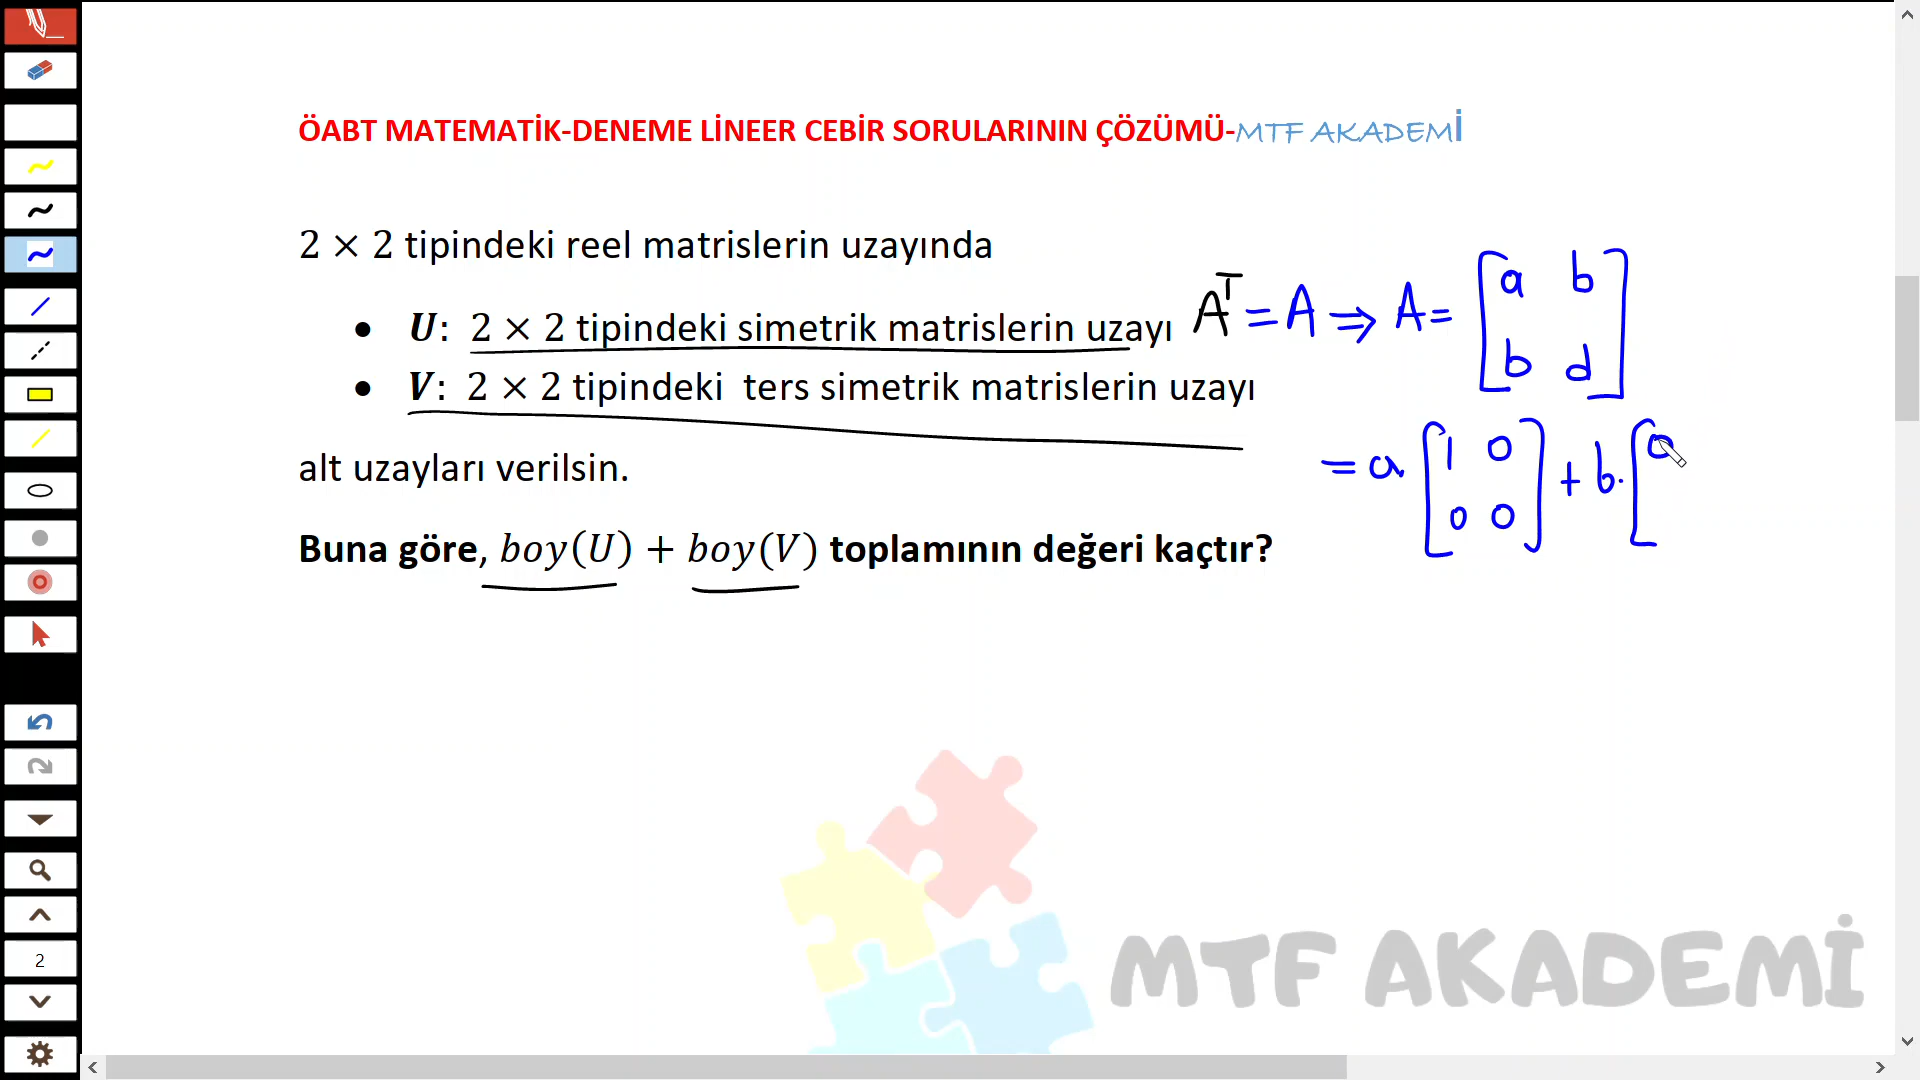 ÖABT MATEMATİK-DENEME LİNEER CEBİR SORULARININ ÇÖZÜMÜ-MTF AKADEMİ
2 × 2 tipindeki reel matrislerin uzayında
• U: 2 × 2 tipindeki simetrik matrislerin uzayı
A^T = A ⇒ A = [a b
b d]
• V: 2 × 2 tipindeki ters simetrik matrislerin uzayı
alt uzayları verilsin.
= a [1 0
0 0] + b. [0
Buna göre, boy(U) + boy(V) toplamının değeri kaçtır?
MTF AKADEMİ
2